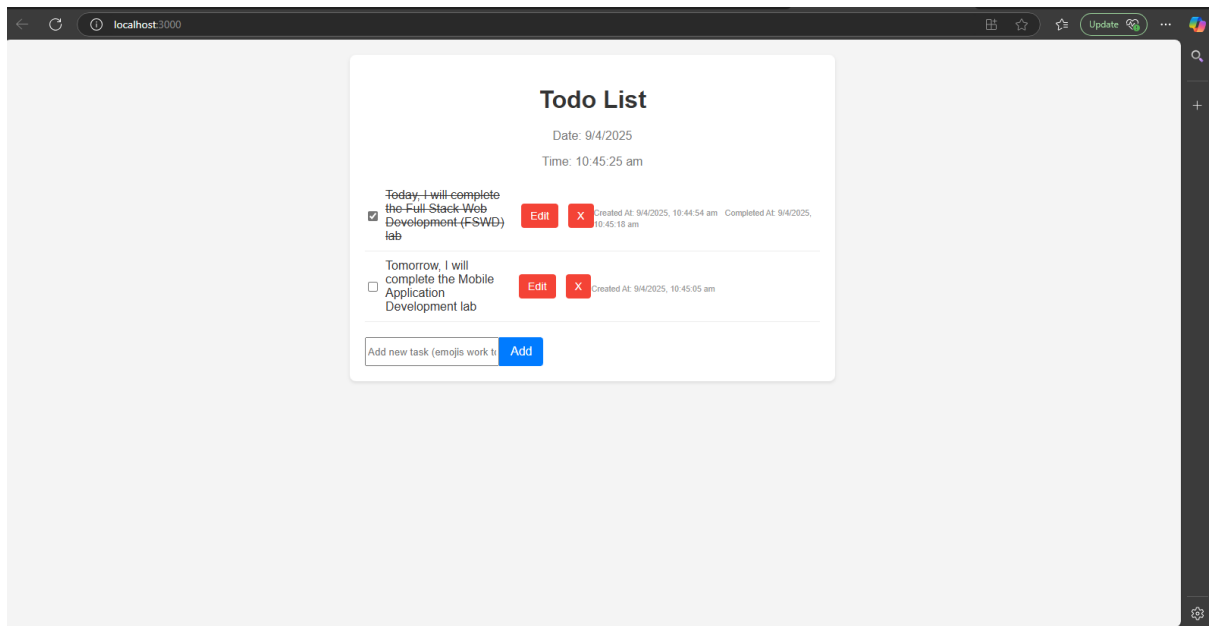 localhost:3000
Update
Todo List
Date: 9/4/2025
Time: 10:45:25 am
Today, I will complete
the Full Stack Web
Development (FSWD)
lab
Edit
X
Created At: 9/4/2025, 10:44:54 am Completed At: 9/4/2025,
10:45:18 am
Tomorrow, I will
complete the Mobile
Application
Development lab
Edit
X
Created At: 9/4/2025, 10:45:05 am
Add new task (emojis work t
Add